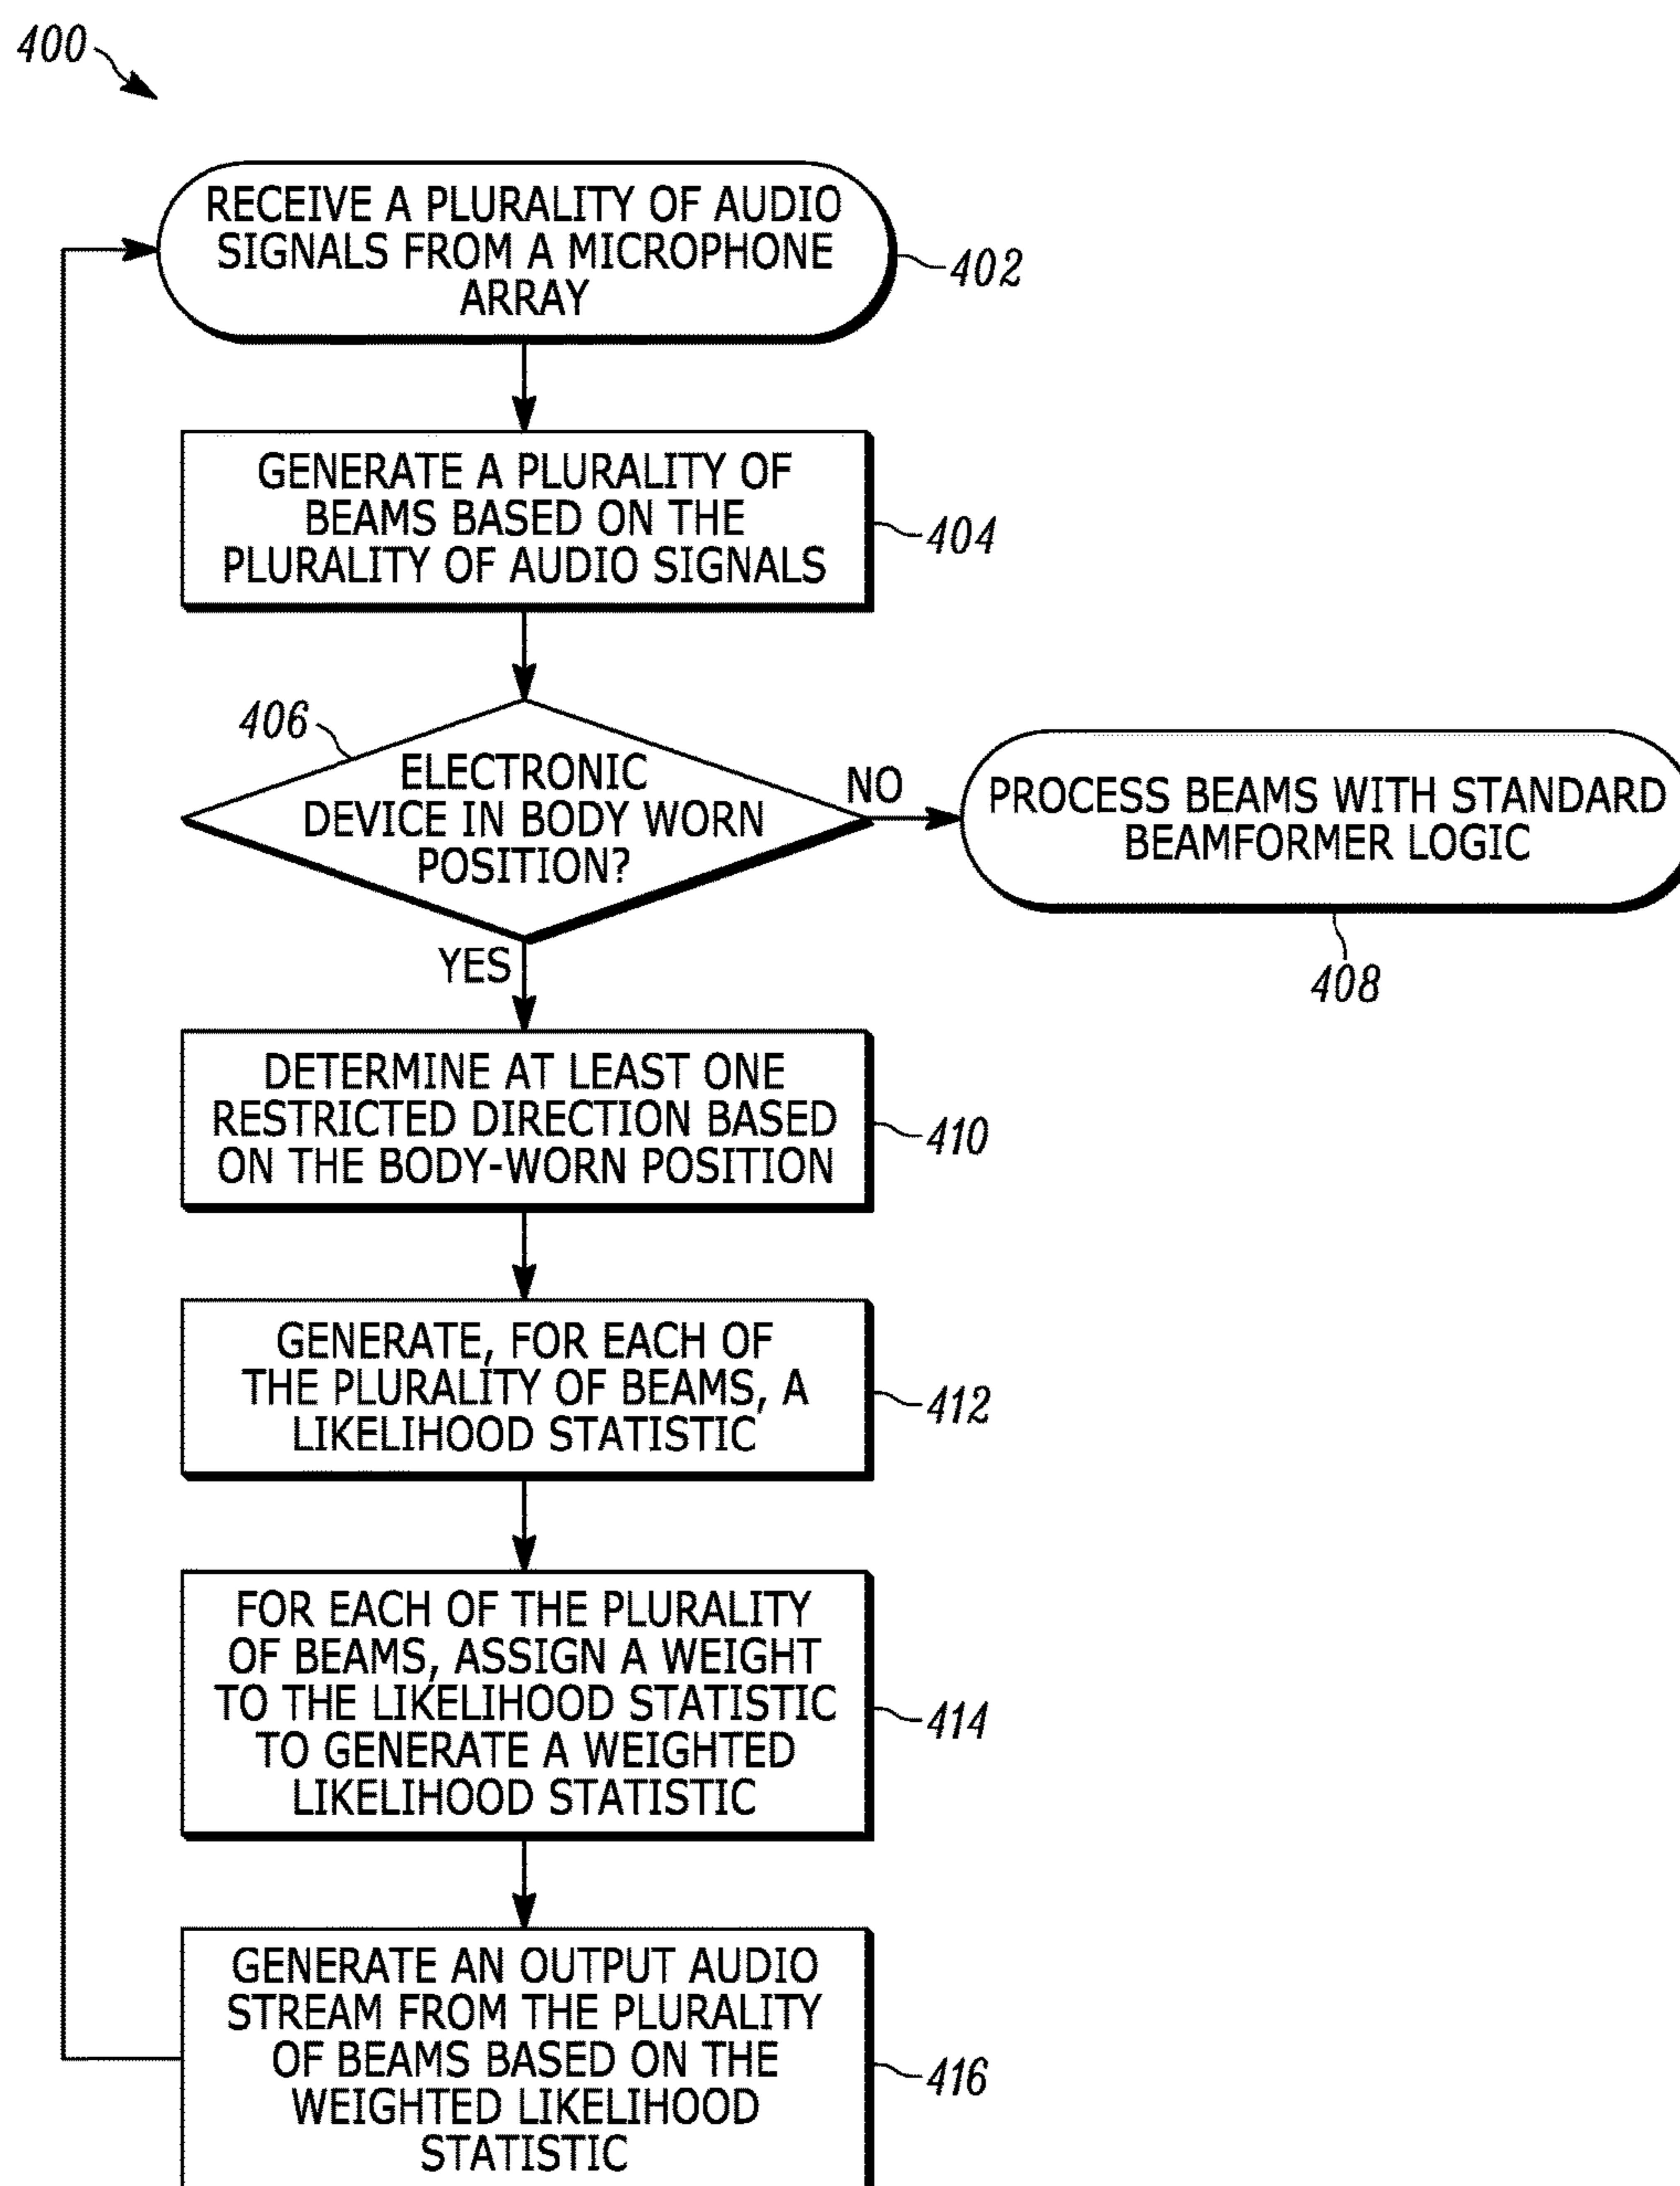 400
RECEIVE A PLURALITY OF AUDIO
SIGNALS FROM A MICROPHONE
ARRAY
402
GENERATE A PLURALITY OF
BEAMS BASED ON THE
PLURALITY OF AUDIO SIGNALS
404
406
ELECTRONIC
DEVICE IN BODY WORN
POSITION?
NO
PROCESS BEAMS WITH STANDARD
BEAMFORMER LOGIC
408
YES
DETERMINE AT LEAST ONE
RESTRICTED DIRECTION BASED
ON THE BODY-WORN POSITION
410
GENERATE, FOR EACH OF
THE PLURALITY OF BEAMS, A
LIKELIHOOD STATISTIC
412
FOR EACH OF THE PLURALITY
OF BEAMS, ASSIGN A WEIGHT
TO THE LIKELIHOOD STATISTIC
TO GENERATE A WEIGHTED
LIKELIHOOD STATISTIC
414
GENERATE AN OUTPUT AUDIO
STREAM FROM THE PLURALITY
OF BEAMS BASED ON THE
WEIGHTED LIKELIHOOD
STATISTIC
416